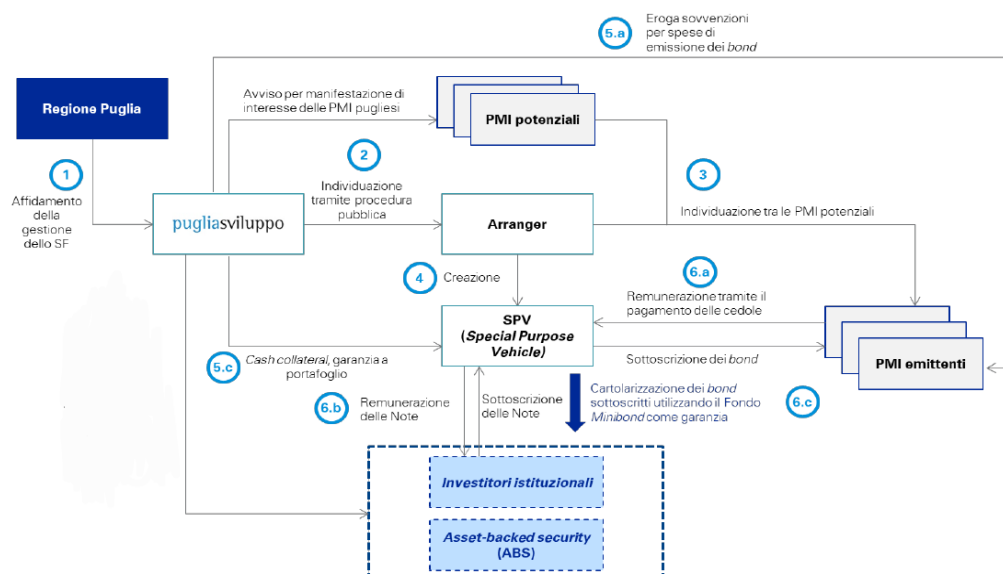 5.a
Eroga sovvenzioni
per spese di
emissione dei bond
Regione Puglia
Avviso per manifestazione di
interesse delle PMI pugliesi
PMI potenziali
1
Affidamento
della
gestione
dello SF
pugliasviluppo
2
Individuazione
tramite procedura
pubblica
Arranger
3
Individuazione tra le PMI potenziali
4
Creazione
SPV
(Special Purpose
Vehicle)
6.a
Remunerazione tramite il
pagamento delle cedole
Sottoscrizione dei bond
PMI emittenti
5.c
Cash collateral, garanzia a
portafoglio
6.b
Remunerazione
delle Note
Sottoscrizione
delle Note
Cartolarizzazione dei bond
sottoscritti utilizzando il Fondo
Minibond come garanzia
6.c
Investitori istituzionali
Asset-backed security
(ABS)